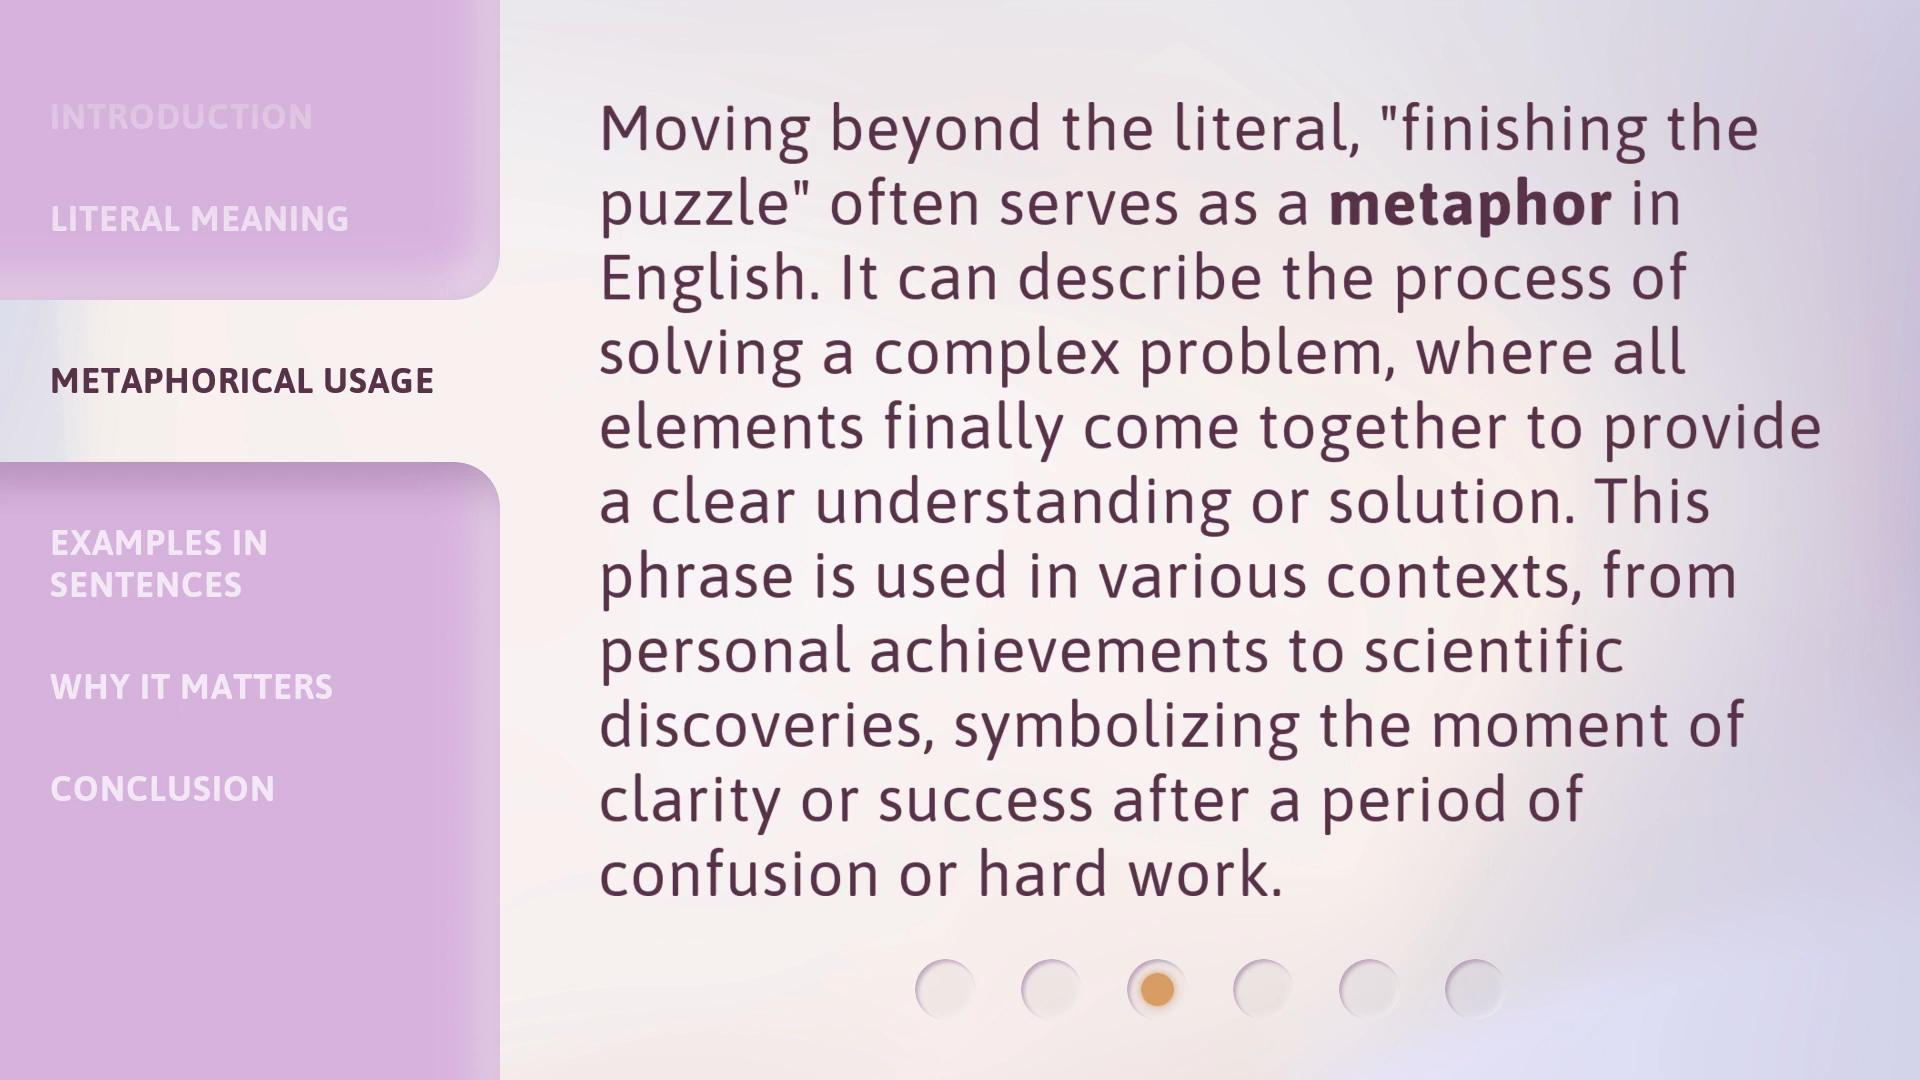 INTRODUCTION
LITERAL MEANING
METAPHORICAL USAGE
EXAMPLES IN
SENTENCES
WHY IT MATTERS
CONCLUSION
Moving beyond the literal, "finishing the
puzzle" often serves as a metaphor in
English. It can describe the process of
solving a complex problem, where all
elements finally come together to provide
a clear understanding or solution. This
phrase is used in various contexts, from
personal achievements to scientific
discoveries, symbolizing the moment of
clarity or success after a period of
confusion or hard work.